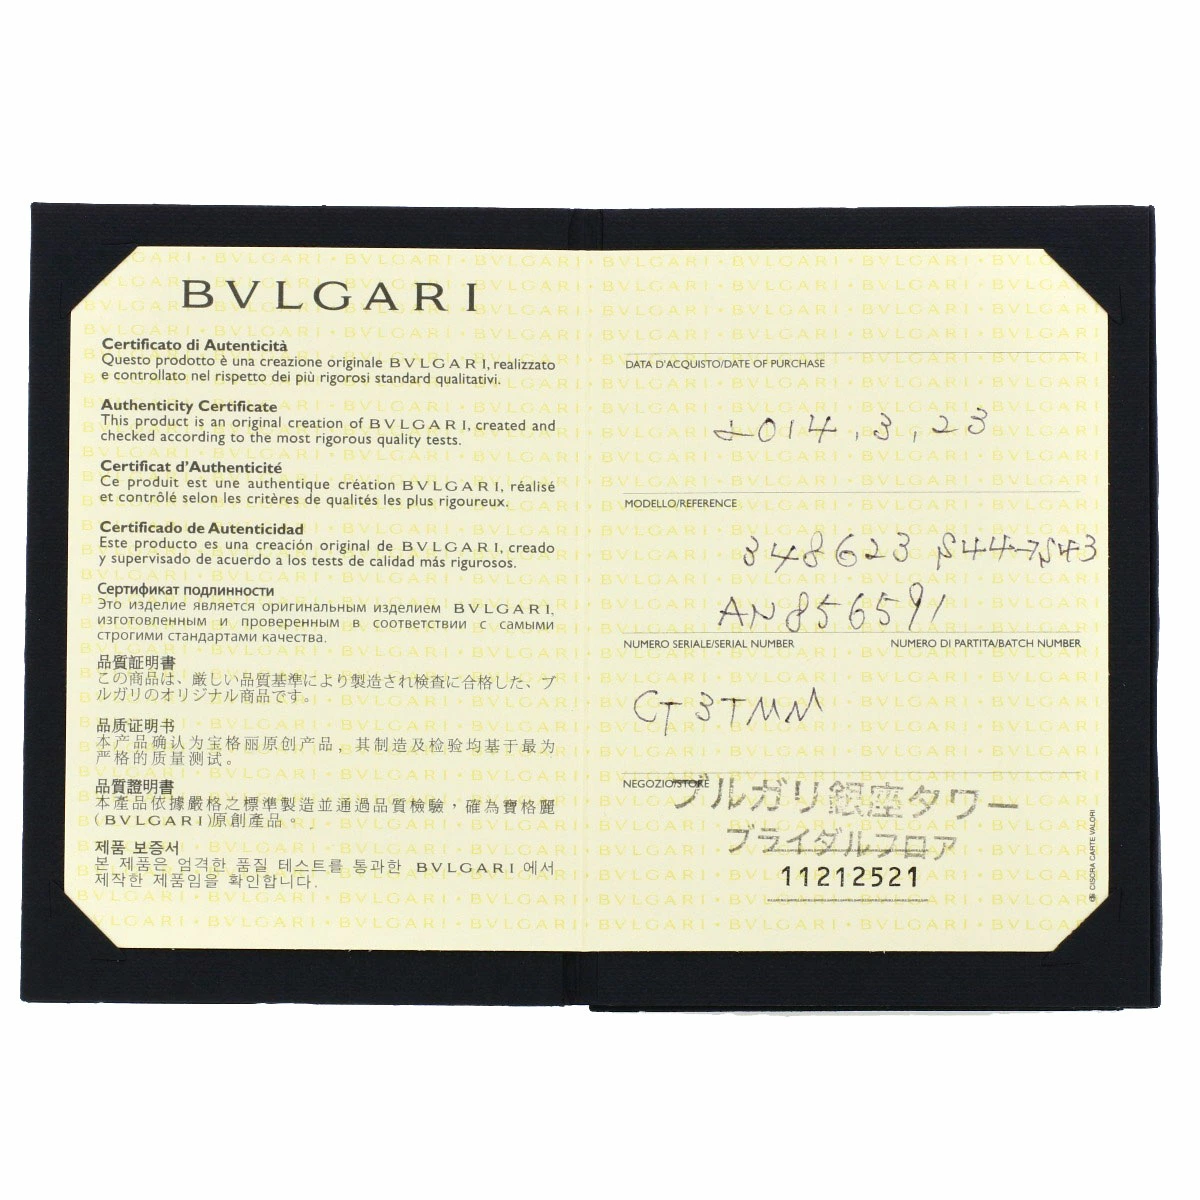 BVLGARI
Certificato di Autenticità
Questo prodotto è una creazione originale BVLGARI, realizzato
e controllato nel rispetto dei più rigorosi standard qualitativi.
Authenticity Certificate
This product is an original creation of BVLGARI, created and
checked according to the most rigorous quality tests.
Certificat d'Authenticité
Ce produit est une authentique création BVLGARI, réalisé
et contrôlé selon les critères de qualités les plus rigoureux.
Certificado de Autenticidad
Este producto es una creación original de BVLGARI, creado
y supervisado de acuerdo a los tests de calidad más rigurosos.
Сертификат подлинности
Это изделие является оригинальным изделием BVLGARI,
изготовленным и проверенным в соответствии с самыми
строгими стандартами качества.
品質証明書
この商品は、厳しい品質基準により製造され検査に合格した、ブ
ルガリのオリジナル商品です。
品质证明书
本产品确认为宝格丽原创产品，其制造及检验均基于最为
严格的质量测试。
品質證明書
本產品依據嚴格之標準製造並通過品質檢驗，確為寶格麗
(BVLGARI)原創產品。
제품 보증서
본 제품은 엄격한 품질 테스트를 통과한 BVLGARI 에서
제작한 제품임을 확인합니다.
DATA D'ACQUISTO/DATE OF PURCHASE
2014.3.23
MODELLO/REFERENCE
348623 S44→S43
AN856591
NUMERO SERIALE/SERIAL NUMBER NUMERO DI PARTITA/BATCH NUMBER
CT3TMM
NEGOZIO/STORE
ブルガリ銀座タワー
ブライダルフロア
11212521
CISCRA CARTE VALORI